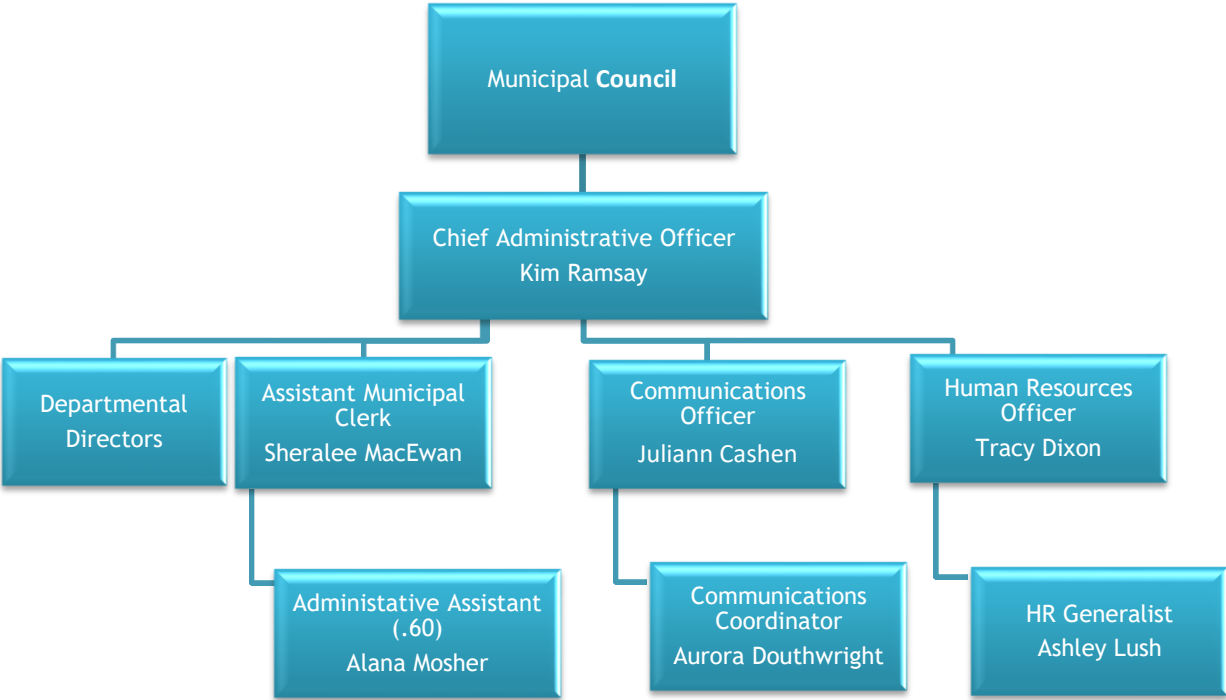 Municipal Council
Chief Administrative Officer
Kim Ramsay
Departmental
Directors
Assistant Municipal
Clerk
Sheralee MacEwan
Communications
Officer
Juliann Cashen
Human Resources
Officer
Tracy Dixon
Administative Assistant
(.60)
Alana Mosher
Communications
Coordinator
Aurora Douthwright
HR Generalist
Ashley Lush